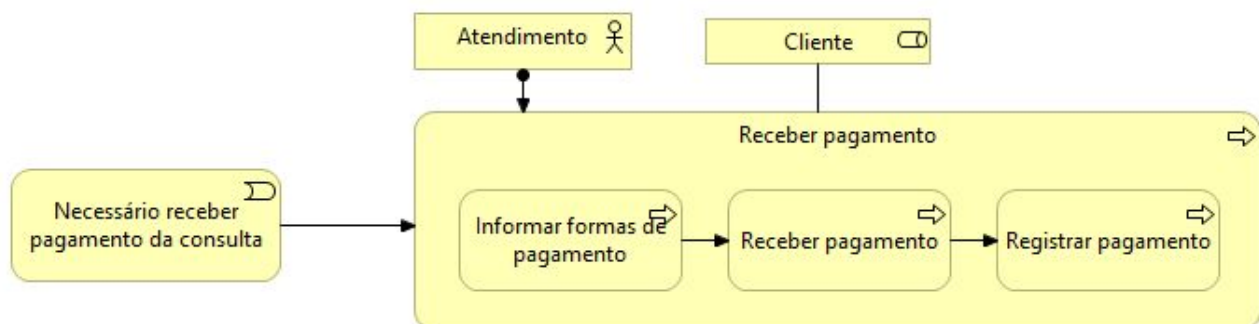 Atendimento
Cliente
Receber pagamento
Necessário receber
pagamento da consulta
Informar formas de
pagamento
Receber pagamento
Registrar pagamento